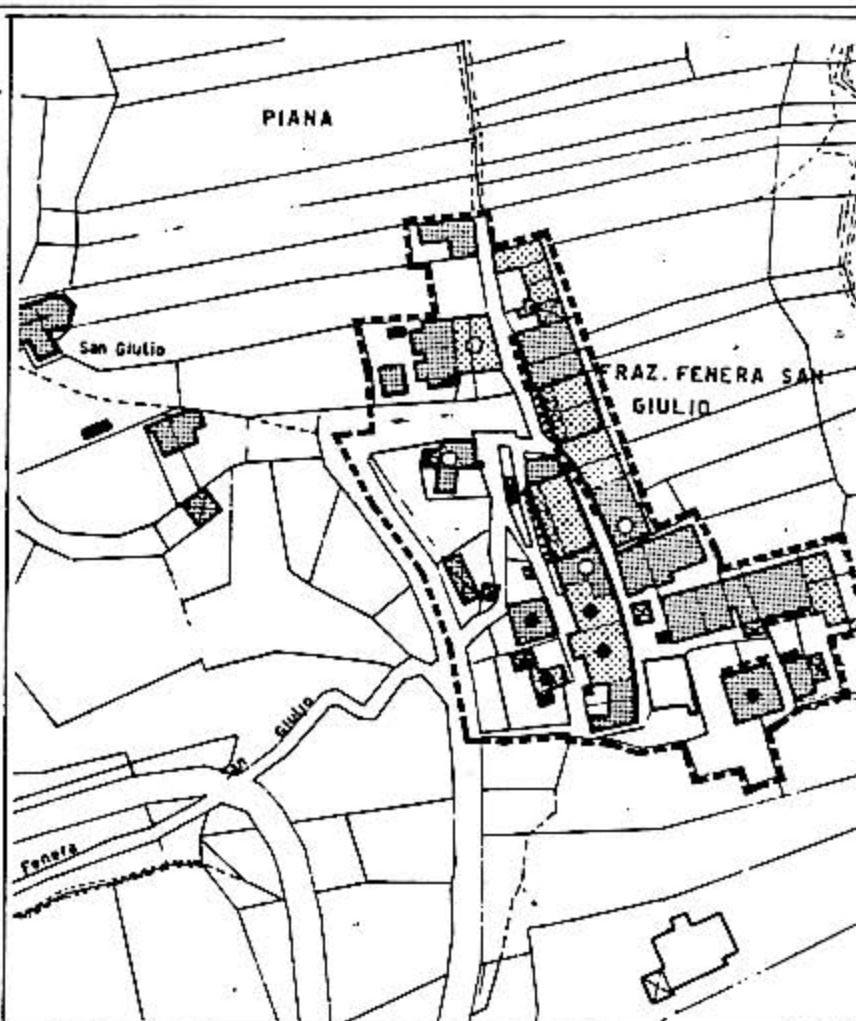 PIANA
San Giulio
FRAZ. FENERA SAN
GIULIO
Fenera San Giulio